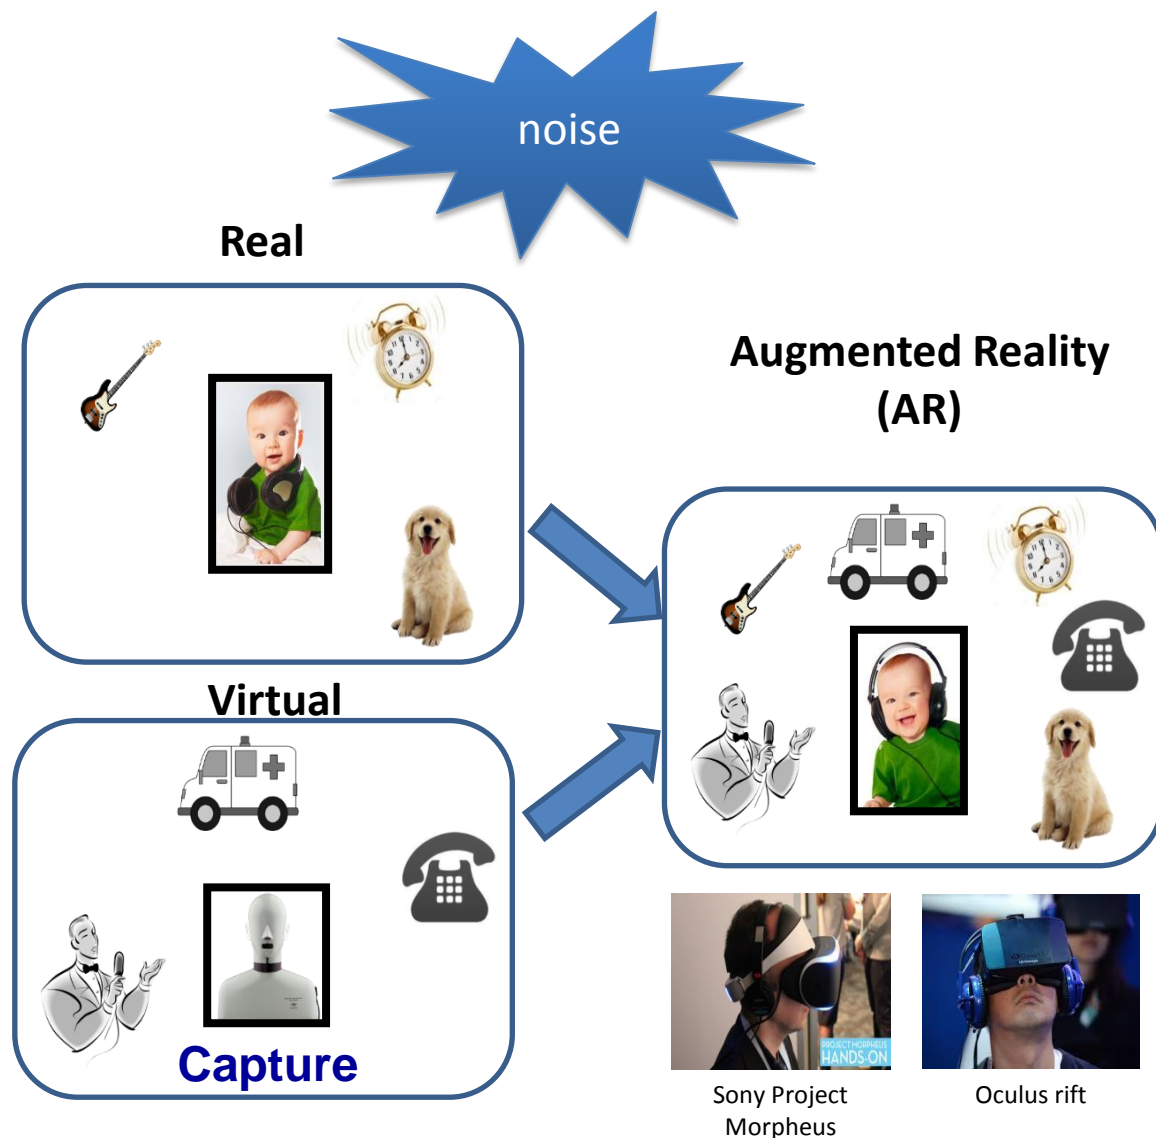 noise
Real
Augmented Reality
(AR)
Virtual
Capture
PROJECT MORPHEUS
HANDS-ON
Sony Project
Morpheus
Oculus rift